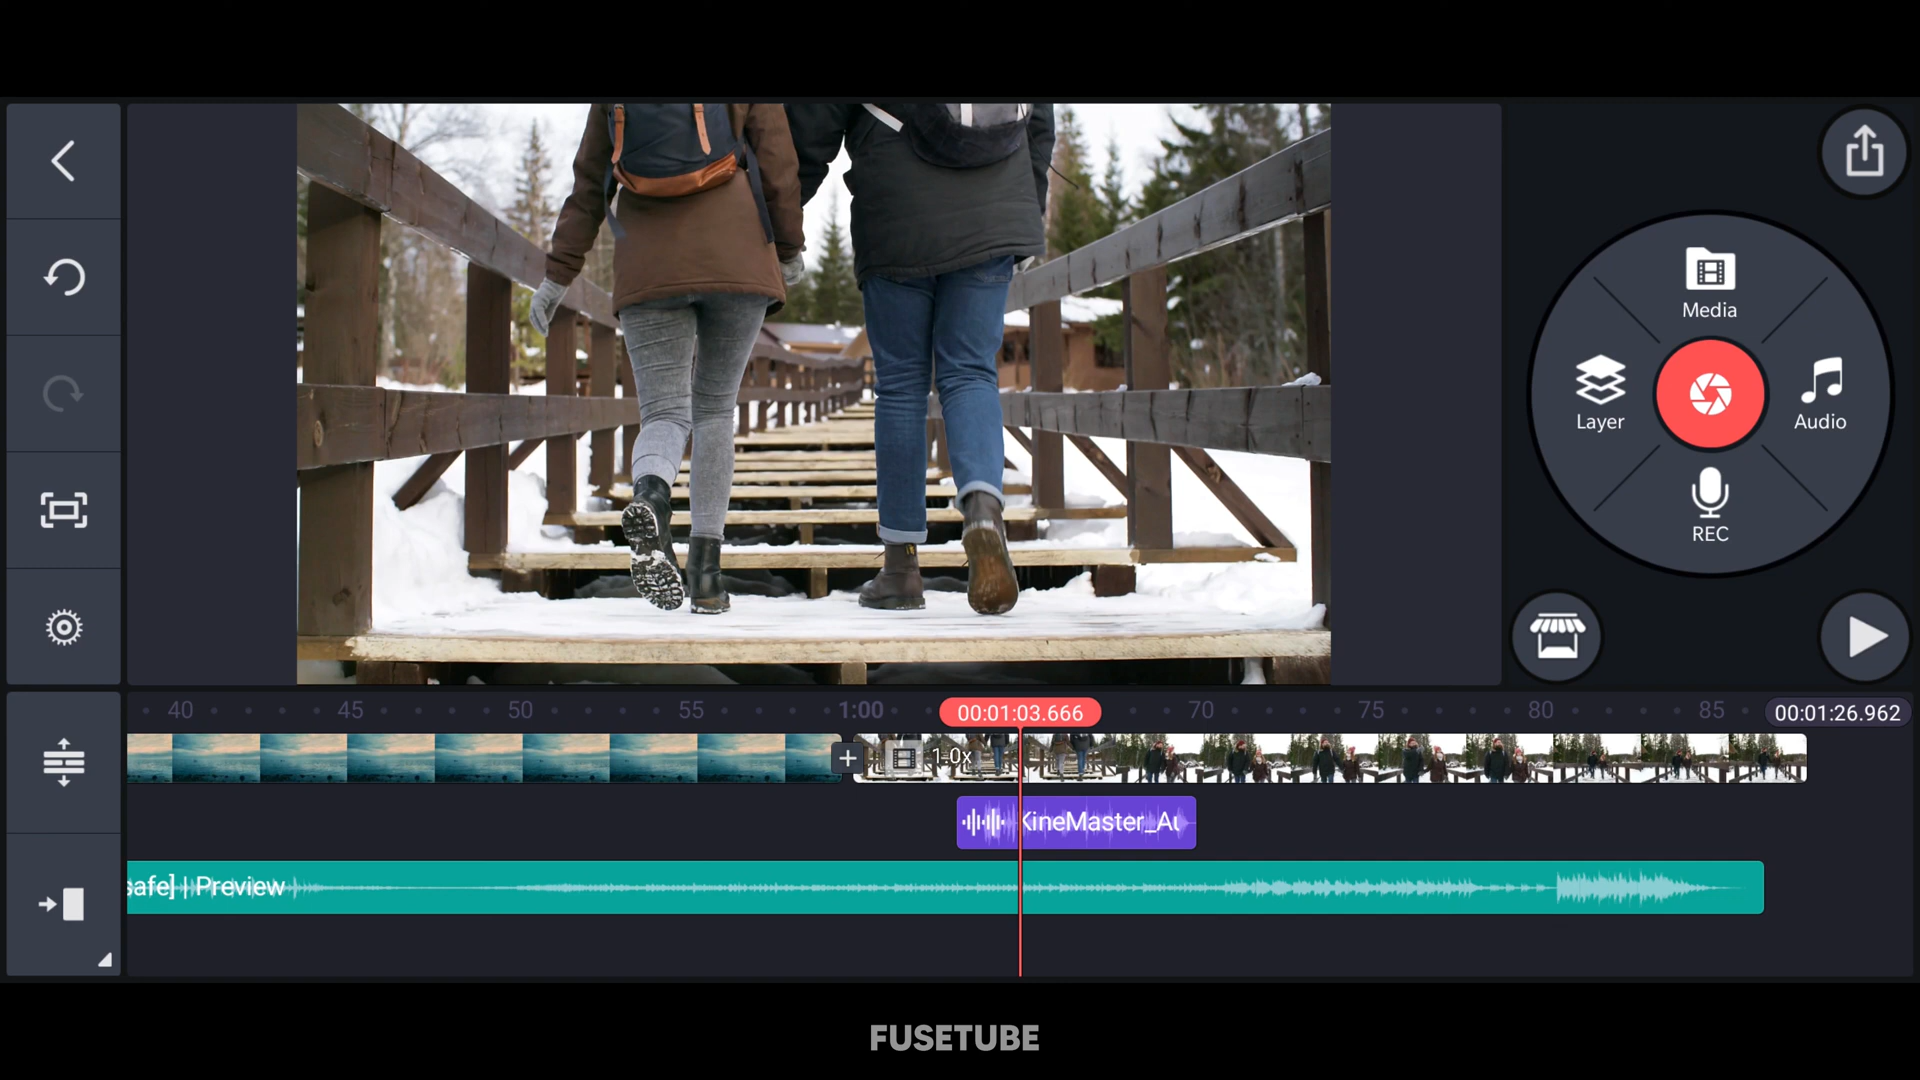 Media
Layer
Audio
REC
40 45 50 55 1:00 00:01:03.666 70 75 80 85 00:01:26.962
1.0x
KineMaster_Au
safe] | Preview
FUSETUBE